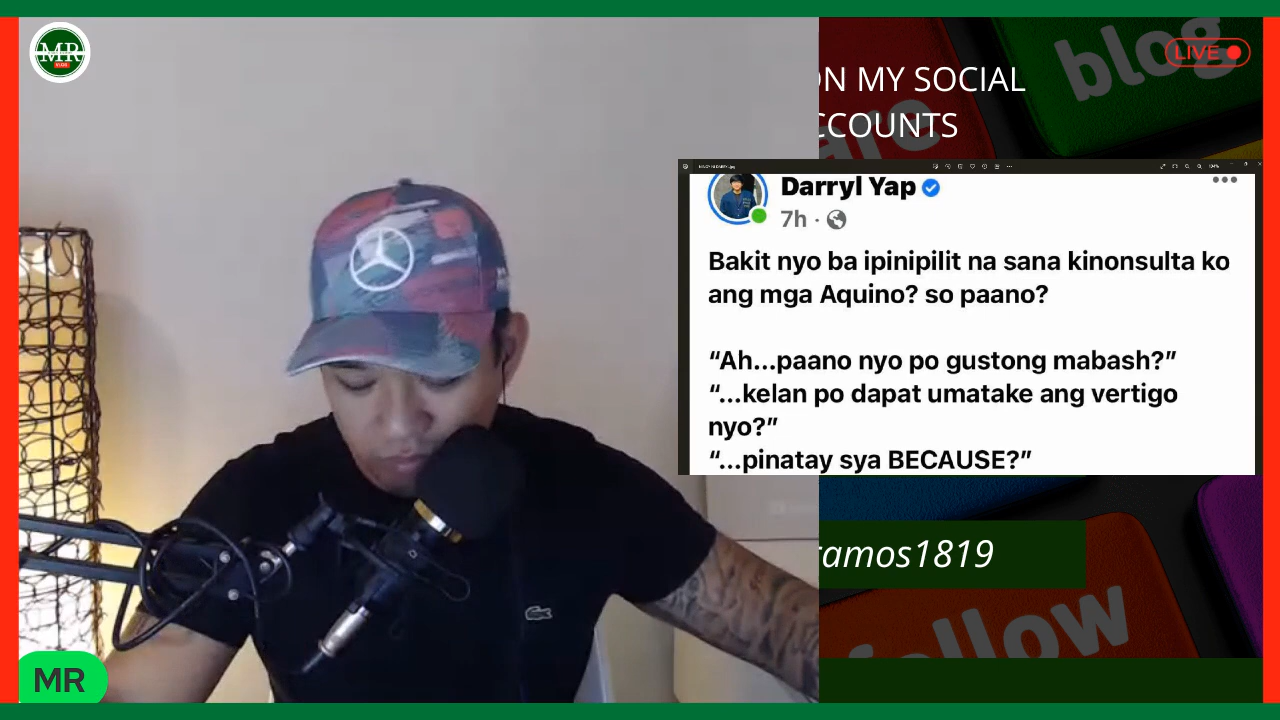 MR
LIVE
blog
ON MY SOCIAL
CCOUNTS
Darryl Yap
7h ·
Bakit nyo ba ipinipilit na sana kinonsulta ko
ang mga Aquino? so paano?
“Ah...paano nyo po gustong mabash?”
“...kelan po dapat umatake ang vertigo
nyo?”
“...pinatay sya BECAUSE?”
ramos1819
follow
MR